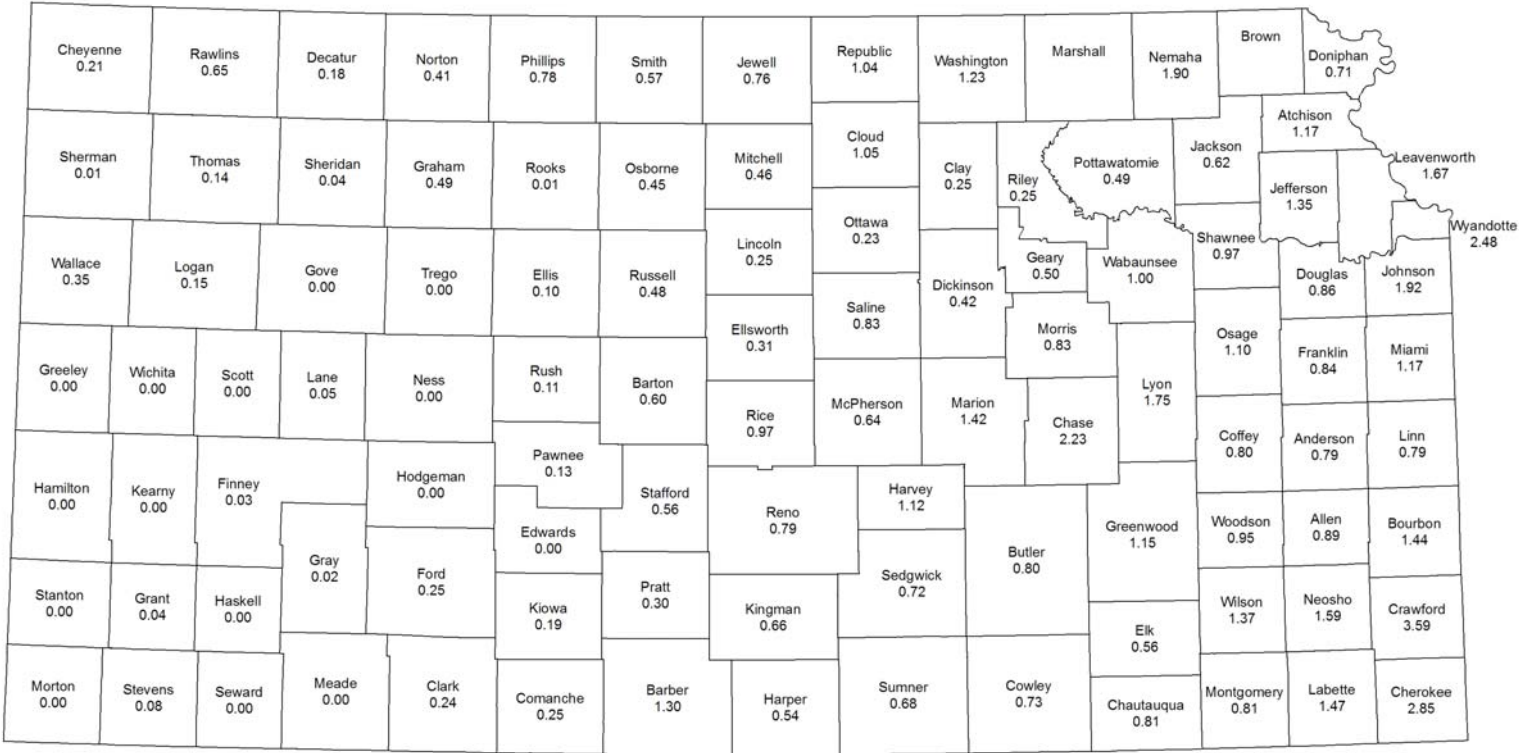 Cheyenne
0.21
Rawlins
0.65
Decatur
0.18
Norton
0.41
Phillips
0.78
Smith
0.57
Jewell
0.76
Republic
1.04
Washington
1.23
Marshall
Nemaha
1.90
Brown
Doniphan
0.71
Sherman
0.01
Thomas
0.14
Sheridan
0.04
Graham
0.49
Rooks
0.01
Osborne
0.45
Mitchell
0.46
Cloud
1.05
Clay
0.25
Riley
0.25
Pottawatomie
0.49
Jackson
0.62
Atchison
1.17
Jefferson
1.35
Leavenworth
1.67
Wyandotte
2.48
Wallace
0.35
Logan
0.15
Gove
0.00
Trego
0.00
Ellis
0.10
Russell
0.48
Lincoln
0.25
Ottawa
0.23
Saline
0.83
Dickinson
0.42
Geary
0.50
Wabaunsee
1.00
Shawnee
0.97
Douglas
0.86
Johnson
1.92
Ellsworth
0.31
Morris
0.83
Osage
1.10
Franklin
0.84
Miami
1.17
Greeley
0.00
Wichita
0.00
Scott
0.00
Lane
0.05
Ness
0.00
Rush
0.11
Barton
0.60
Rice
0.97
McPherson
0.64
Marion
1.42
Chase
2.23
Lyon
1.75
Coffey
0.80
Anderson
0.79
Linn
0.79
Hamilton
0.00
Kearny
0.00
Finney
0.03
Hodgeman
0.00
Pawnee
0.13
Stafford
0.56
Reno
0.79
Harvey
1.12
Butler
0.80
Greenwood
1.15
Woodson
0.95
Allen
0.89
Bourbon
1.44
Gray
0.02
Ford
0.25
Edwards
0.00
Kiowa
0.19
Pratt
0.30
Kingman
0.66
Sedgwick
0.72
Elk
0.56
Wilson
1.37
Neosho
1.59
Crawford
3.59
Stanton
0.00
Grant
0.04
Haskell
0.00
Morton
0.00
Stevens
0.08
Seward
0.00
Meade
0.00
Clark
0.24
Comanche
0.25
Barber
1.30
Harper
0.54
Sumner
0.68
Cowley
0.73
Chautauqua
0.81
Montgomery
0.81
Labette
1.47
Cherokee
2.85